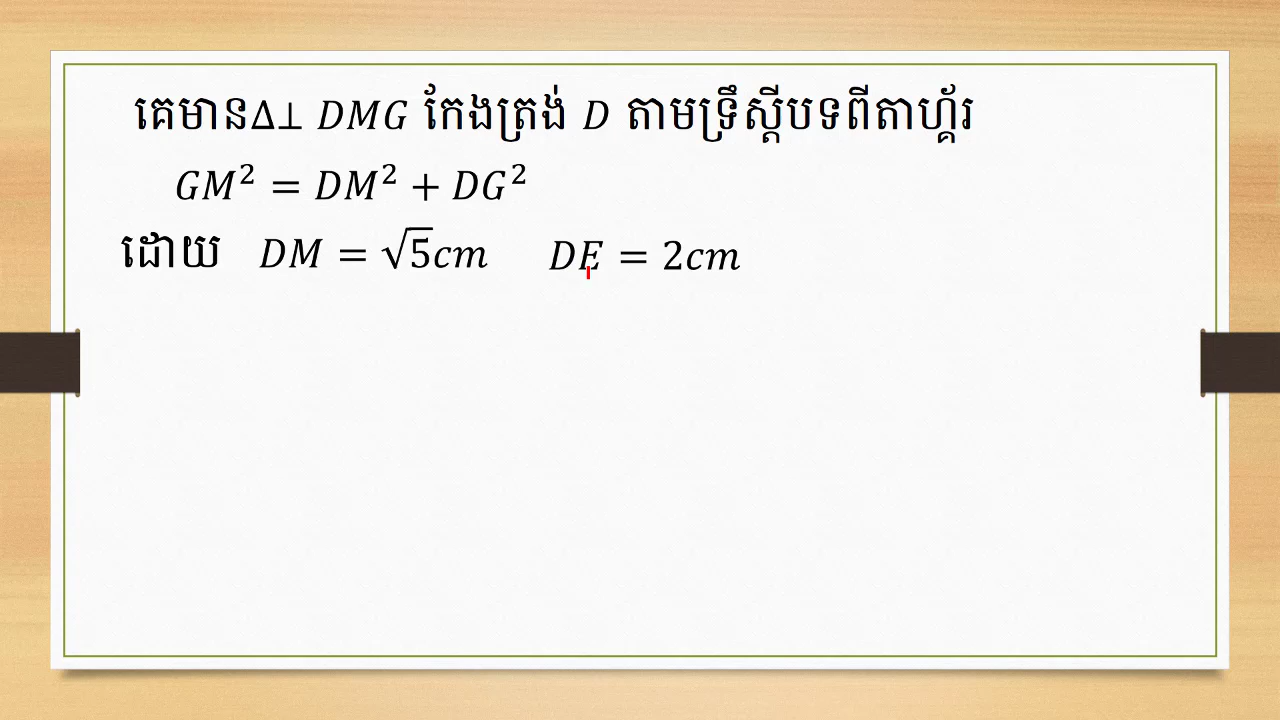 គេមានΔ⊥ DMG កែងត្រង់ D តាមទ្រឹស្តីបទពីតាហ្គ័រ
GM² = DM² + DG²
ដោយ DM = √5cm DE = 2cm